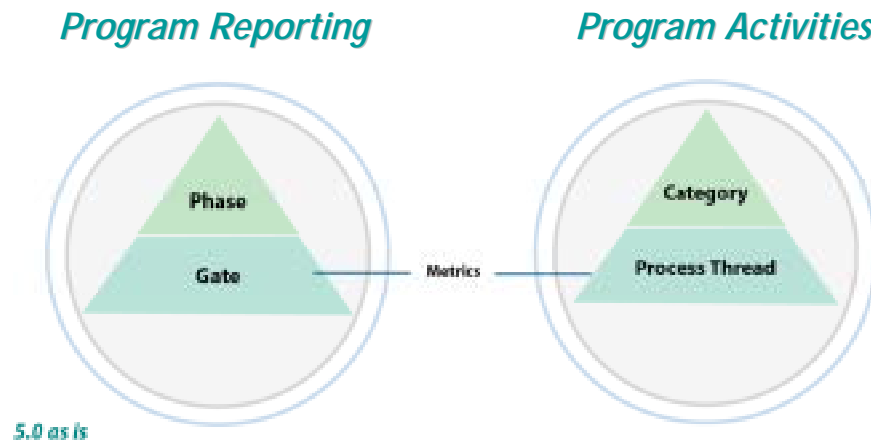 Program Reporting
Program Activities
Phase
Gate
Metrics
Category
Process Thread
5.0 as is